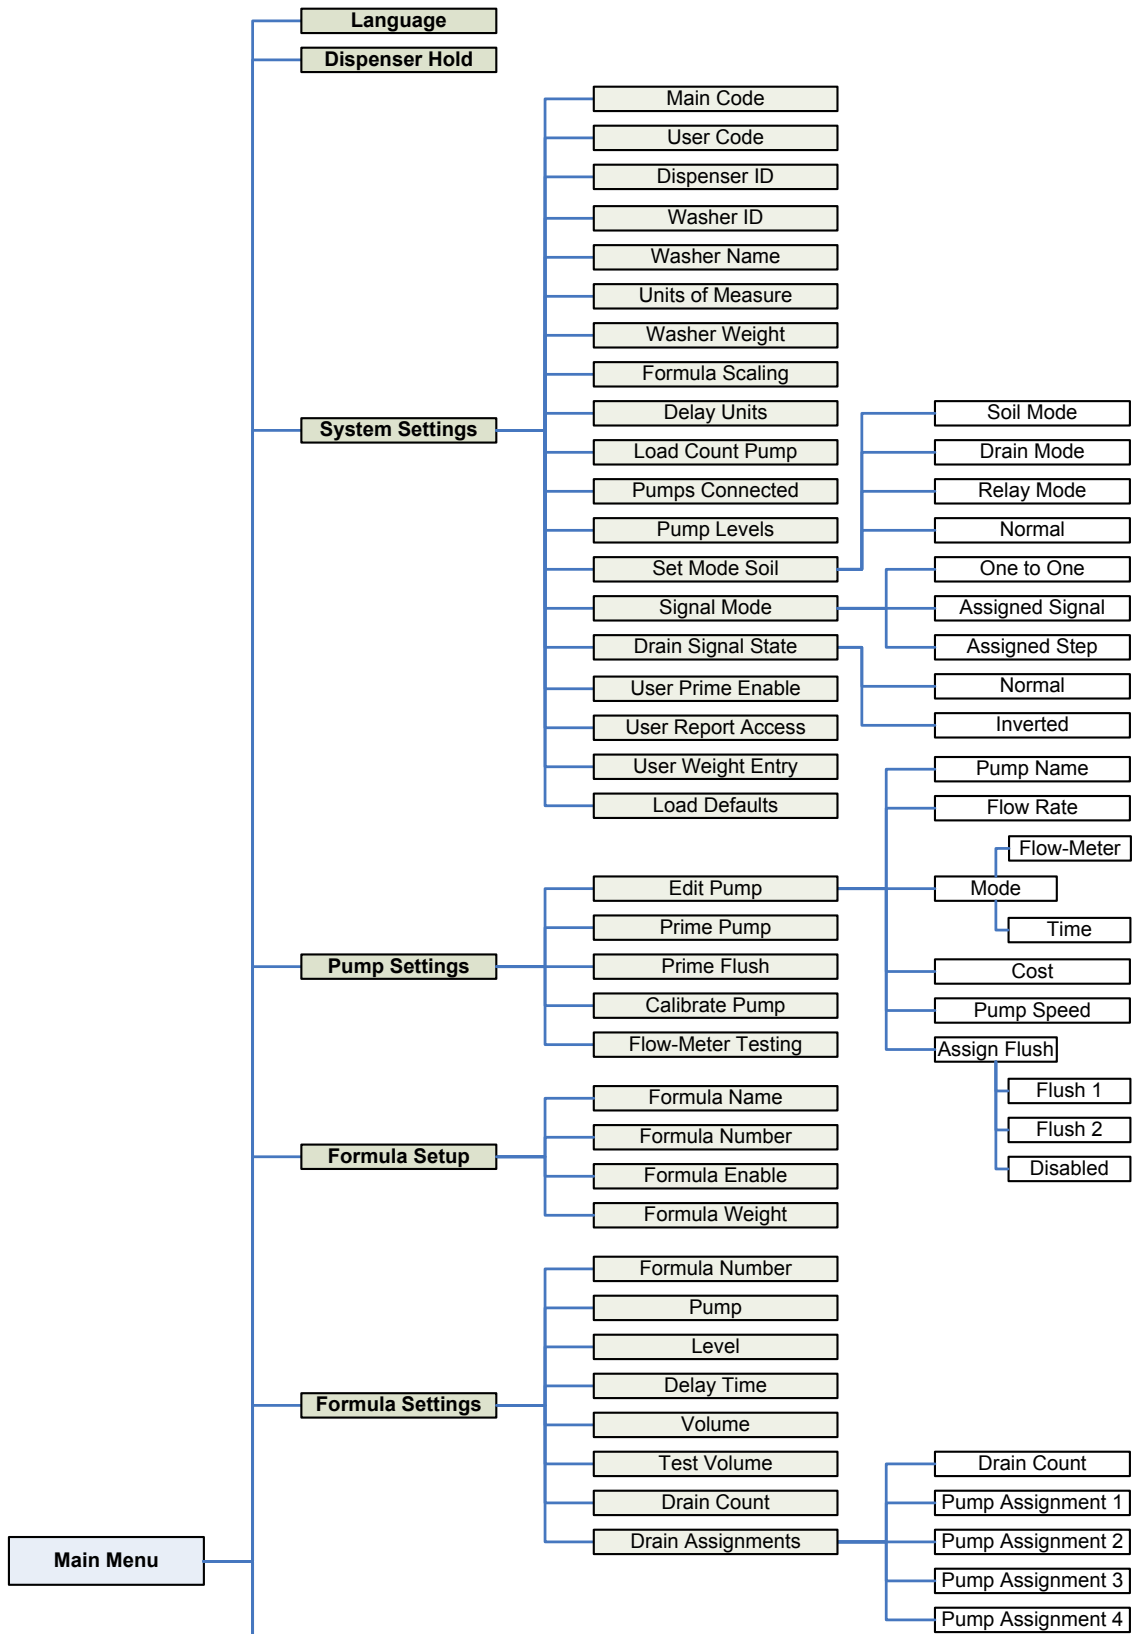 Language
Dispenser Hold
System Settings
Main Code
User Code
Dispenser ID
Washer ID
Washer Name
Units of Measure
Washer Weight
Formula Scaling
Delay Units
Load Count Pump
Pumps Connected
Pump Levels
Set Mode Soil
Soil Mode
Drain Mode
Relay Mode
Normal
Signal Mode
One to One
Assigned Signal
Assigned Step
Drain Signal State
Normal
Inverted
User Prime Enable
User Report Access
User Weight Entry
Load Defaults
Pump Settings
Edit Pump
Pump Name
Flow Rate
Mode
Flow-Meter
Time
Cost
Pump Speed
Assign Flush
Flush 1
Flush 2
Disabled
Prime Pump
Prime Flush
Calibrate Pump
Flow-Meter Testing
Formula Setup
Formula Name
Formula Number
Formula Enable
Formula Weight
Formula Settings
Formula Number
Pump
Level
Delay Time
Volume
Test Volume
Drain Count
Drain Assignments
Drain Count
Pump Assignment 1
Pump Assignment 2
Pump Assignment 3
Pump Assignment 4
Main Menu